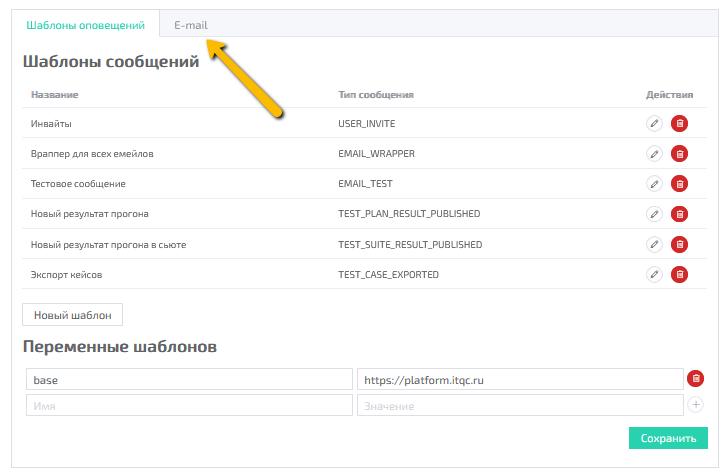 Шаблоны оповещений E-mail
Шаблоны сообщений
Название Тип сообщения Действия
Инвайты USER_INVITE
Враппер для всех емейлов EMAIL_WRAPPER
Тестовое сообщение EMAIL_TEST
Новый результат прогона TEST_PLAN_RESULT_PUBLISHED
Новый результат прогона в сьюте TEST_SUITE_RESULT_PUBLISHED
Экспорт кейсов TEST_CASE_EXPORTED
Новый шаблон
Переменные шаблонов
base https://platform.itqc.ru
Имя Значение
Сохранить